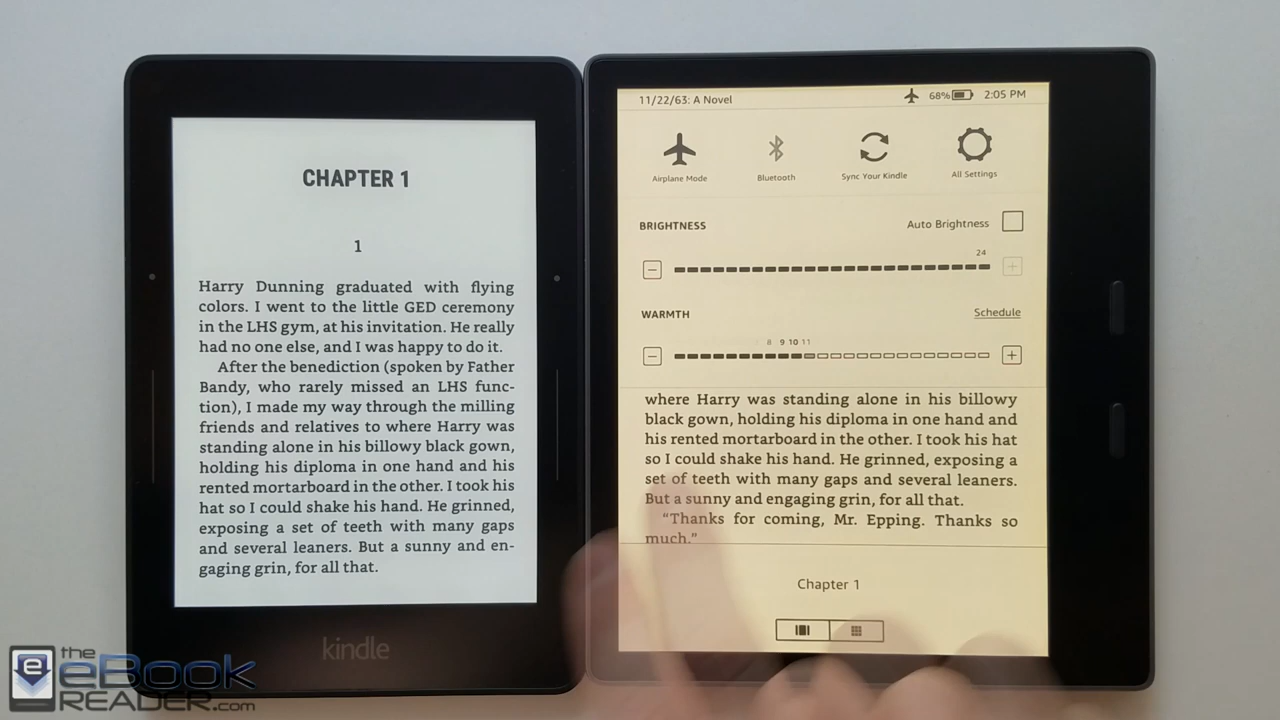 CHAPTER 1
1
Harry Dunning graduated with flying
colors. I went to the little GED ceremony
in the LHS gym, at his invitation. He really
had no one else, and I was happy to do it.
After the benediction (spoken by Father
Bandy, who rarely missed an LHS func-
tion), I made my way through the milling
friends and relatives to where Harry was
standing alone in his billowy black gown,
holding his diploma in one hand and his
rented mortarboard in the other. I took his
hat so I could shake his hand. He grinned,
exposing a set of teeth with many gaps
and several leaners. But a sunny and en-
gaging grin, for all that.
kindle
11/22/63: A Novel
68% 2:05 PM
Airplane Mode
Bluetooth
Sync Your Kindle
All Settings
BRIGHTNESS
Auto Brightness
24
WARMTH
Schedule
8 9 10 11
where Harry was standing alone in his billowy
black gown, holding his diploma in one hand and
his rented mortarboard in the other. I took his hat
so I could shake his hand. He grinned, exposing a
set of teeth with many gaps and several leaners.
But a sunny and engaging grin, for all that.
“Thanks for coming, Mr. Epping. Thanks so
much.”
Chapter 1
the
eBook
READER.com